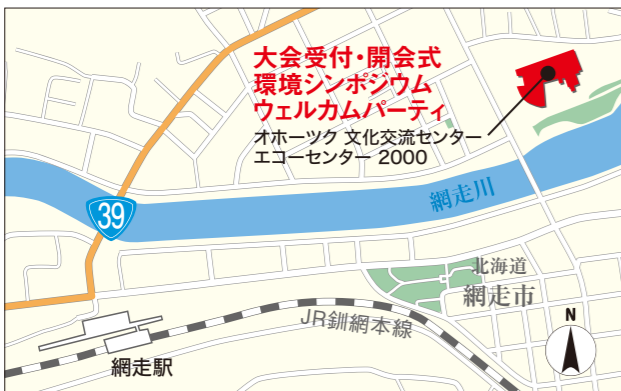 大会受付・開会式
環境シンポジウム
ウェルカムパーティ
オホーツク 文化交流センター
エコーセンター 2000
39
網走川
北海道
網走市
JR釧網本線
網走駅
N